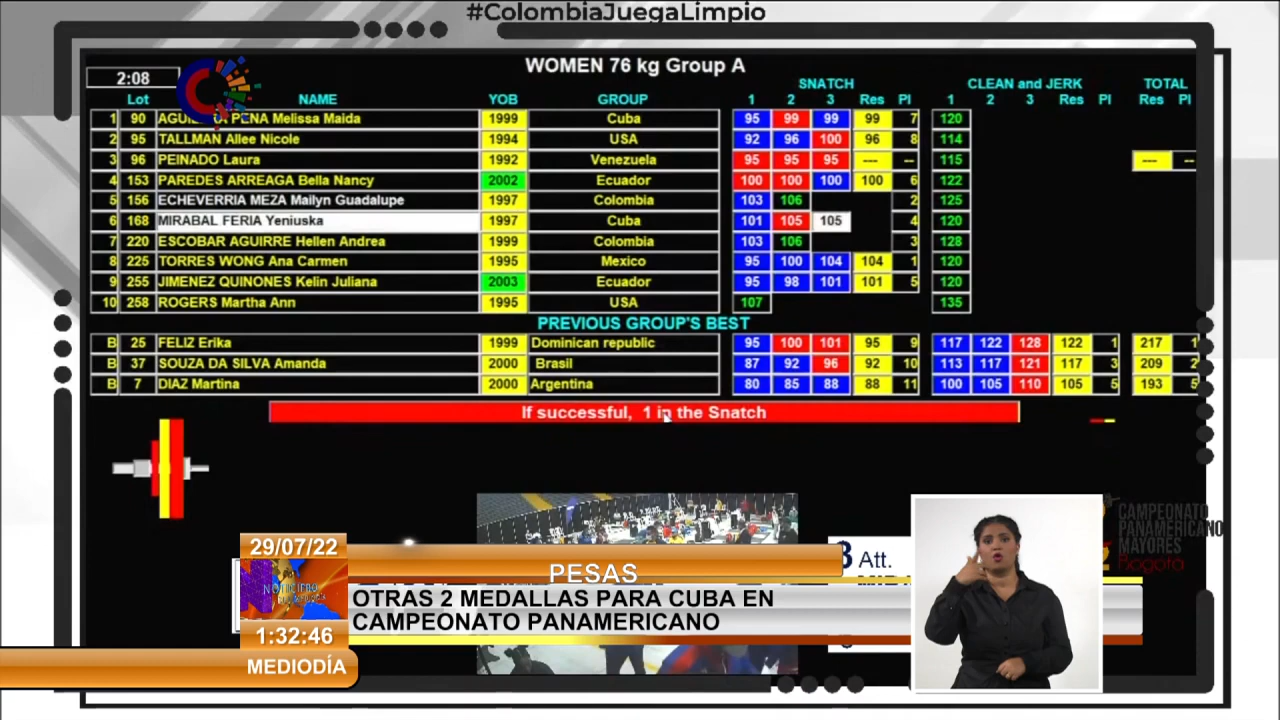 #ColombiaJuegaLimpio
WOMEN 76 kg Group A
2:08
SNATCH CLEAN and JERK TOTAL
Lot NAME YOB GROUP 1 2 3 Res Pl 1 2 3 Res Pl Res Pl
1 90 PENA Melissa Maida 1999 Cuba 95 99 99 99 7 120
2 95 TALLMAN Allee Nicole 1994 USA 92 96 100 96 8 114
3 96 PEINADO Laura 1992 Venezuela 95 95 95 --- -- 115 --- --
4 153 PAREDES ARREAGA Bella Nancy 2002 Ecuador 100 100 100 100 6 122
5 156 ECHEVERRIA MEZA Mailyn Guadalupe 1997 Colombia 103 106 2 125
6 168 MIRABAL FERIA Yeniuska 1997 Cuba 101 105 105 4 120
7 220 ESCOBAR AGUIRRE Hellen Andrea 1999 Colombia 103 106 3 128
8 225 TORRES WONG Ana Carmen 1995 Mexico 95 100 104 104 1 120
9 255 JIMENEZ QUINONES Kelin Juliana 2003 Ecuador 95 98 101 101 5 120
10 258 ROGERS Martha Ann 1995 USA 107 135
PREVIOUS GROUP'S BEST
B 25 FELIZ Erika 1999 Dominican republic 95 100 101 95 9 117 122 128 122 1 217 1
B 37 SOUZA DA SILVA Amanda 2000 Brasil 87 92 96 92 10 113 117 121 117 3 209 2
B 7 DIAZ Martina 2000 Argentina 80 85 88 88 11 100 105 110 105 5 193 5
If successful, 1 in the Snatch
CAMPEONATO
PANAMERICANO
MAYORES
Bogota
Att.
29/07/22
PESAS
NOTICIERO
OTRAS 2 MEDALLAS PARA CUBA EN
CAMPEONATO PANAMERICANO
1:32:46
MEDIODÍA